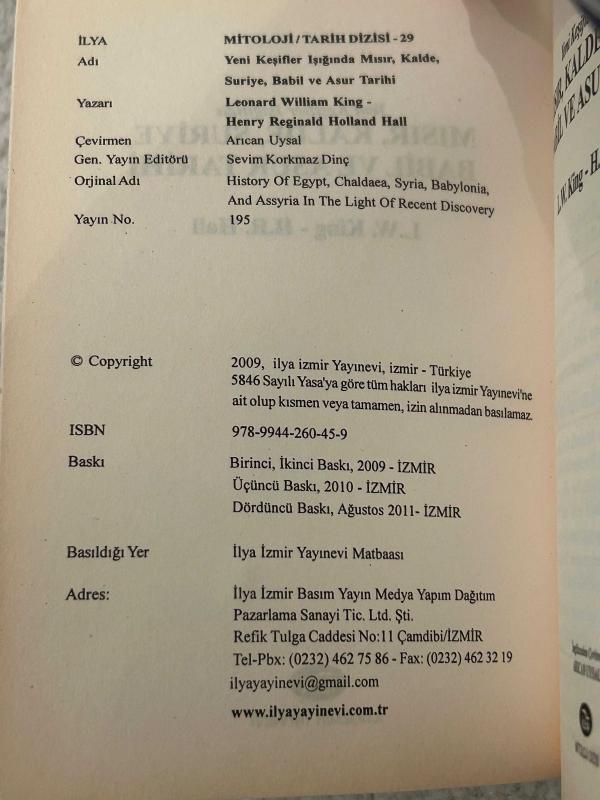 İLYA MİTOLOJİ / TARİH DİZİSİ - 29
Adı Yeni Keşifler Işığında Mısır, Kalde,
Suriye, Babil ve Asur Tarihi
Yazarı Leonard William King -
Henry Reginald Holland Hall
Çevirmen Arıcan Uysal
Gen. Yayın Editörü Sevim Korkmaz Dinç
Orjinal Adı History Of Egypt, Chaldaea, Syria, Babylonia,
And Assyria In The Light Of Recent Discovery
Yayın No. 195
© Copyright 2009, ilya izmir Yayınevi, izmir - Türkiye
5846 Sayılı Yasa'ya göre tüm hakları ilya izmir Yayınevi'ne
ait olup kısmen veya tamamen, izin alınmadan basılamaz.
ISBN 978-9944-260-45-9
Baskı Birinci, İkinci Baskı, 2009 - İZMİR
Üçüncü Baskı, 2010 - İZMİR
Dördüncü Baskı, Ağustos 2011- İZMİR
Basıldığı Yer İlya İzmir Yayınevi Matbaası
Adres: İlya İzmir Basım Yayın Medya Yapım Dağıtım
Pazarlama Sanayi Tic. Ltd. Şti.
Refik Tulga Caddesi No:11 Çamdibi/İZMİR
Tel-Pbx: (0232) 462 75 86 - Fax: (0232) 462 32 19
ilyayayinevi@gmail.com
www.ilyayayinevi.com.tr
KALDE
VE ASU
L.W. King - H.